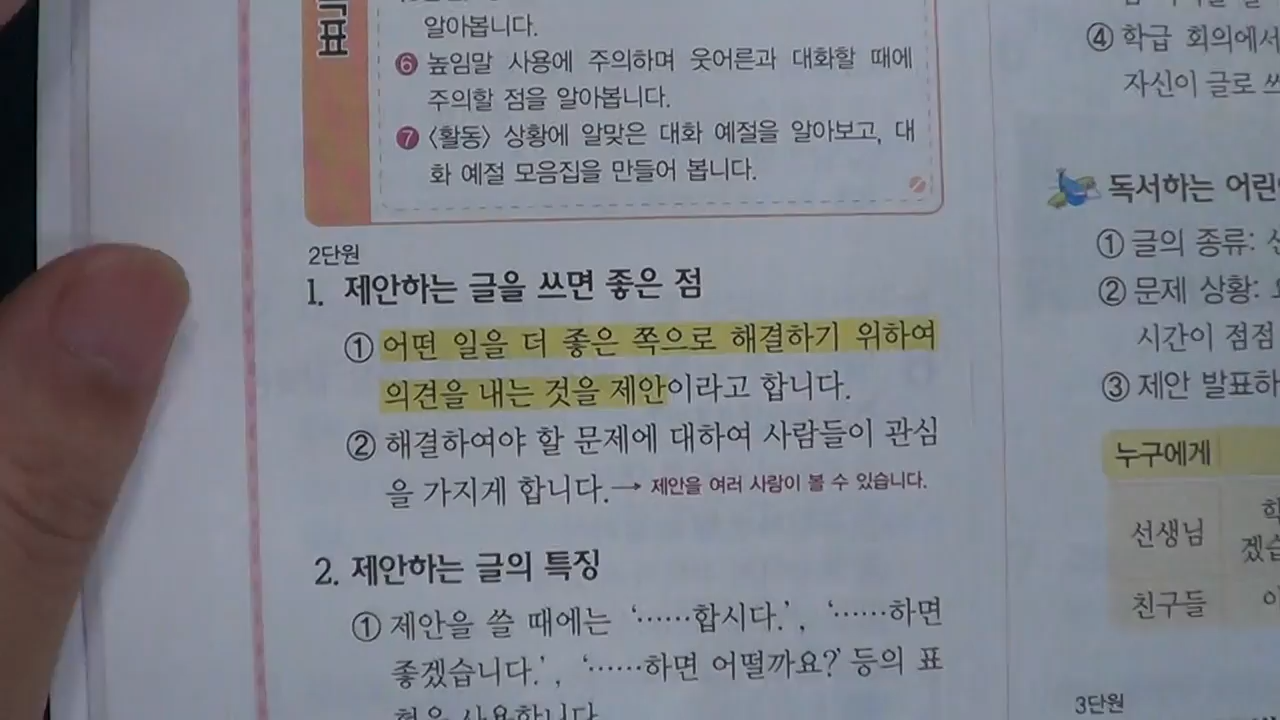 표
알아봅니다.
❻ 높임말 사용에 주의하며 웃어른과 대화할 때에
주의할 점을 알아봅니다.
❼ 〈활동〉 상황에 알맞은 대화 예절을 알아보고, 대
화 예절 모음집을 만들어 봅니다.
2단원
1. 제안하는 글을 쓰면 좋은 점
① 어떤 일을 더 좋은 쪽으로 해결하기 위하여
의견을 내는 것을 제안이라고 합니다.
② 해결하여야 할 문제에 대하여 사람들이 관심
을 가지게 합니다.→ 제안을 여러 사람이 볼 수 있습니다.
2. 제안하는 글의 특징
① 제안을 쓸 때에는 ‘……합시다.’, ‘……하면
좋겠습니다.’, ‘……하면 어떨까요?’ 등의 표
현을 사용합니다.
④ 학급 회의에서
자신이 글로
독서하는
① 글의 종류:
② 문제 상황:
시간이 점점
③ 제안
누구에게
선생님
친구들
3단원